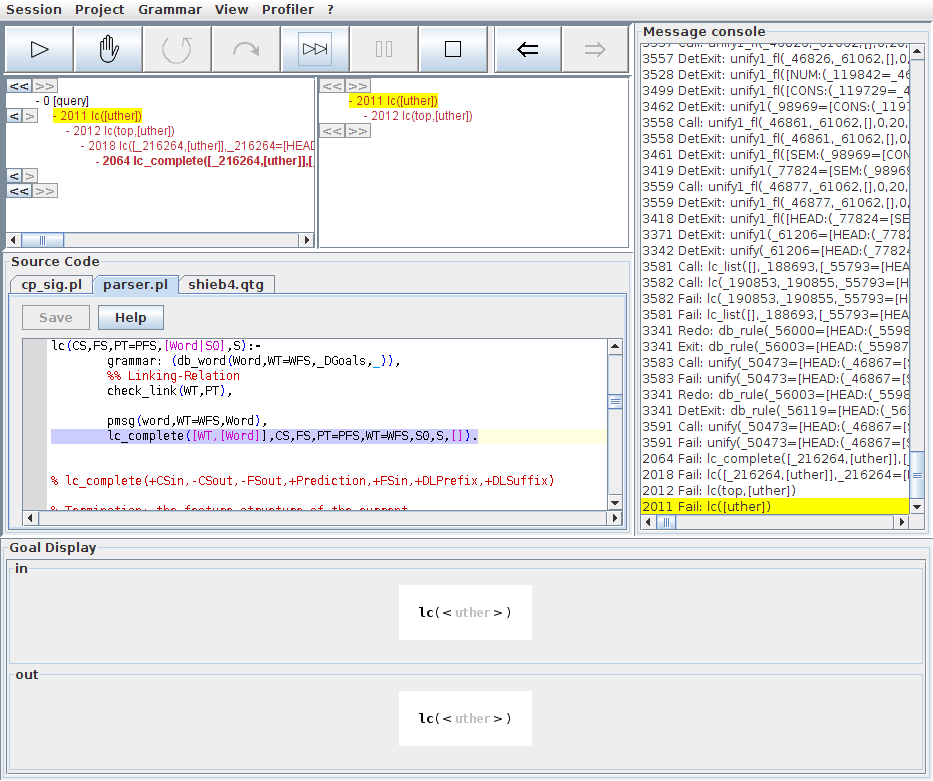 Session Project Grammar View Profiler ?
<< >>
- 0 [query]
< >
- 2011 lc([uther])
- 2012 lc(top,[uther])
- 2018 lc([_216264,[uther]],_216264=[HEA
- 2064 lc_complete([_216264,[uther]],[
< >
<< >>
<< >>
- 2011 lc([uther])
- 2012 lc(top,[uther])
<< >>
Source Code
cp_sig.pl parser.pl shieb4.qtg
Save Help
lc(CS,FS,PT=PFS,[Word|S0],S):-
grammar: (db_word(Word,WT=WFS,_DGoals,_)),
%% Linking-Relation
check_link(WT,PT),
pmsg(word,WT=WFS,Word),
lc_complete([WT,[Word]],CS,FS,PT=PFS,WT=WFS,S0,S,[]).
% lc_complete(+CSin,-CSout,-FSout,+Prediction,+FSin,+DLPrefix,+DLSuffix)
% Termination: the feature structure of the current
Message console
3557 Call: unify1_fl(_46826,_61062,[],0,20,
3557 DetExit: unify1_fl(_46826,_61062,[],0,
3528 DetExit: unify1_fl([NUM:(_119842=_46
3499 DetExit: unify1_fl([CONS:(_119729=_4
3462 DetExit: unify1(_98969=[CONS:(_1197
3558 Call: unify1_fl(_46861,_61062,[],0,20,
3558 DetExit: unify1_fl(_46861,_61062,[],0,
3461 DetExit: unify1_fl([SEM:(_98969=[CON
3419 DetExit: unify1(_77824=[SEM:(_98969
3559 Call: unify1_fl(_46877,_61062,[],0,20,
3559 DetExit: unify1_fl(_46877,_61062,[],0,
3418 DetExit: unify1_fl([HEAD:(_77824=[SE
3371 DetExit: unify1(_61206=[HEAD:(_7782
3342 DetExit: unify(_61206=[HEAD:(_77824
3581 Call: lc_list([],_188693,[_55793=[HEA
3582 Call: lc(_190853,_190855,_55793=[H
3582 Fail: lc(_190853,_190855,_55793=[H
3581 Fail: lc_list([],_188693,[_55793=[HEA
3341 Redo: db_rule(_56000=[HEAD:(_5598
3341 Exit: db_rule(_56003=[HEAD:(_55987
3583 Call: unify(_50473=[HEAD:(_46867=[S
3583 Fail: unify(_50473=[HEAD:(_46867=[S
3341 Redo: db_rule(_56003=[HEAD:(_5598
3341 DetExit: db_rule(_56119=[HEAD:(_561
3591 Call: unify(_50473=[HEAD:(_46867=[S
3591 Fail: unify(_50473=[HEAD:(_46867=[S
2064 Fail: lc_complete([_216264,[uther]],[
2018 Fail: lc([_216264,[uther]],_216264=[H
2012 Fail: lc(top,[uther])
2011 Fail: lc([uther])
Goal Display
in
lc(< uther >)
out
lc(< uther >)